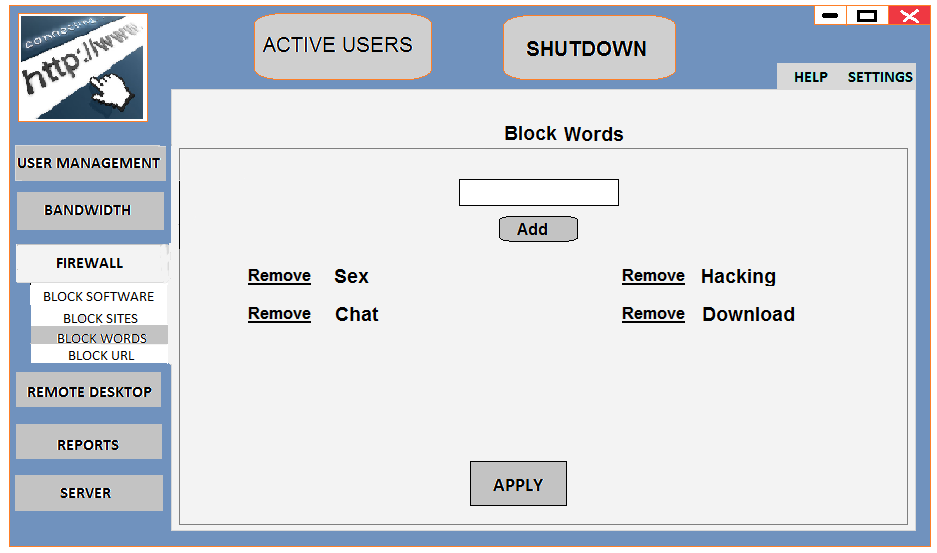 connecting
http://www
ACTIVE USERS
SHUTDOWN
HELP SETTINGS
Block Words
USER MANAGEMENT
BANDWIDTH
FIREWALL
BLOCK SOFTWARE
BLOCK SITES
BLOCK WORDS
BLOCK URL
REMOTE DESKTOP
REPORTS
SERVER
Add
Remove Sex Remove Hacking
Remove Chat Remove Download
APPLY